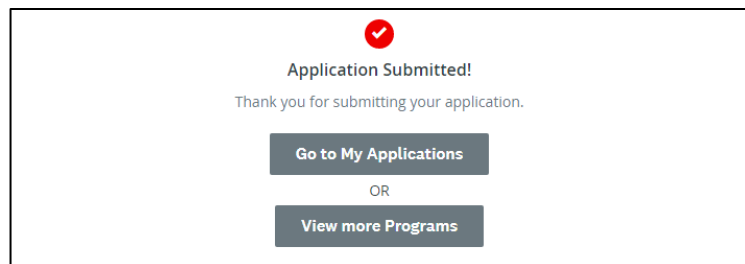 Application Submitted!
Thank you for submitting your application.
Go to My Applications
OR
View more Programs